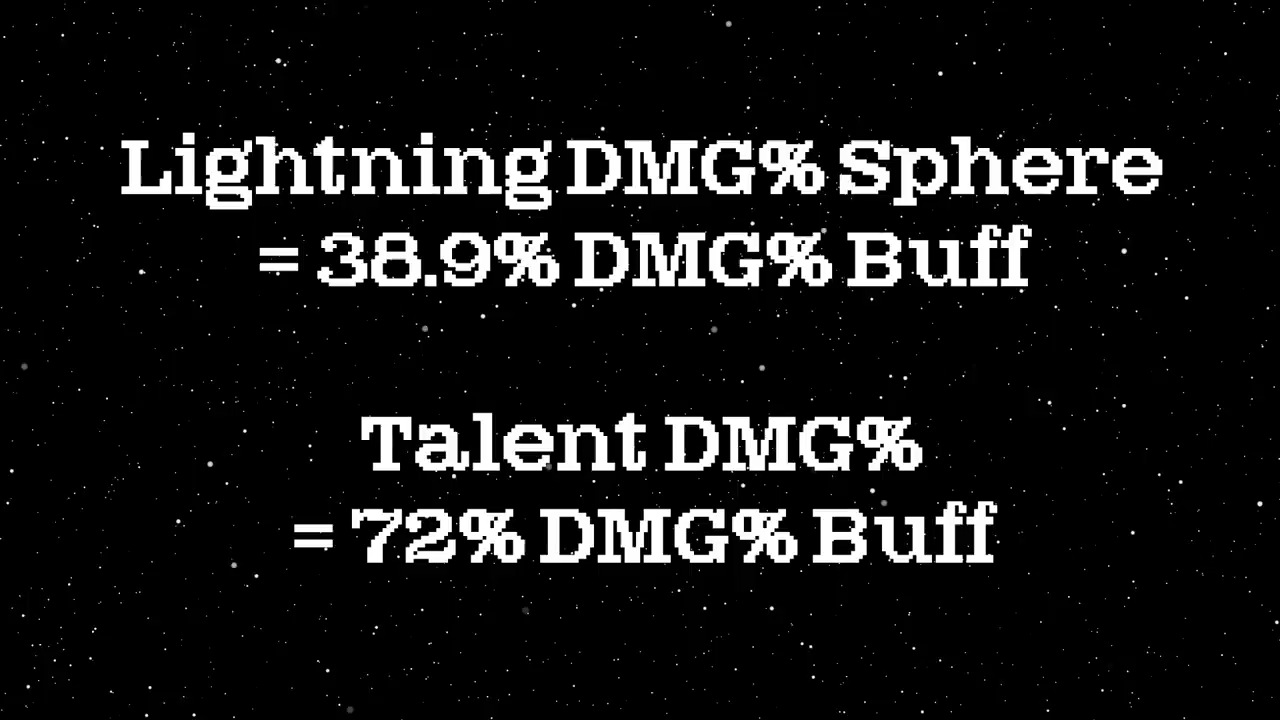 Lightning DMG% Sphere
= 38.9% DMG% Buff
Talent DMG%
= 72% DMG% Buff